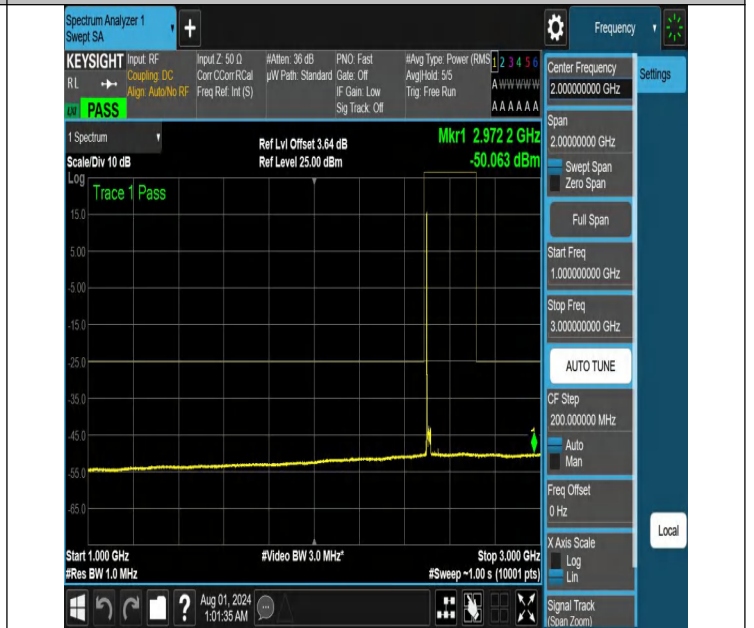 Spectrum Analyzer 1
Swept SA
+
Frequency
KEYSIGHT
RL
PASS
Input: RF
Coupling: DC
Align: Auto/No RF
Input Z: 50 Ω
Corr CCorr RCal
Freq Ref: Int (S)
#Atten: 36 dB
µW Path: Standard
PNO: Fast
Gate: Off
IF Gain: Low
Sig Track: Off
#Avg Type: Power (RMS
Avg|Hold: 5/5
Trig: Free Run
1 2 3 4 5 6
A W W W W W
A A A A A A
1 Spectrum
Scale/Div 10 dB
Ref Lvl Offset 3.64 dB
Ref Level 25.00 dBm
Mkr1 2.972 2 GHz
-50.063 dBm
Log
Trace 1 Pass
15.0
5.00
-5.00
-15.0
-25.0
-35.0
-45.0
-55.0
-65.0
1
Start 1.000 GHz
#Res BW 1.0 MHz
#Video BW 3.0 MHz*
Stop 3.000 GHz
#Sweep ~1.00 s (10001 pts)
Center Frequency
2.000000000 GHz
Settings
Span
2.00000000 GHz
Swept Span
Zero Span
Full Span
Start Freq
1.000000000 GHz
Stop Freq
3.000000000 GHz
AUTO TUNE
CF Step
200.000000 MHz
Auto
Man
Freq Offset
0 Hz
X Axis Scale
Log
Lin
Local
Signal Track
(Span Zoom)
?
Aug 01, 2024
1:01:35 AM